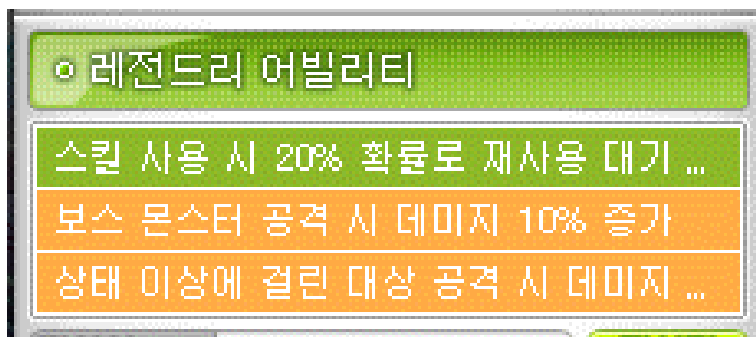 레전드리 어빌리티
스킬 사용 시 20% 확률로 재사용 대기 ...
보스 몬스터 공격 시 데미지 10% 증가
상태 이상에 걸린 대상 공격 시 데미지 ...